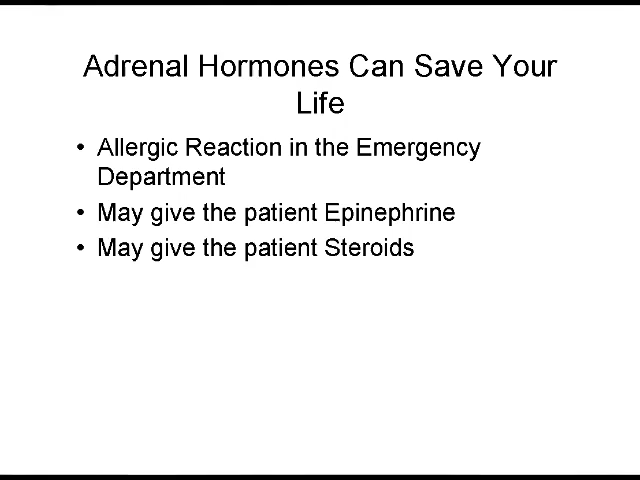 Adrenal Hormones Can Save Your
Life
• Allergic Reaction in the Emergency
Department
• May give the patient Epinephrine
• May give the patient Steroids